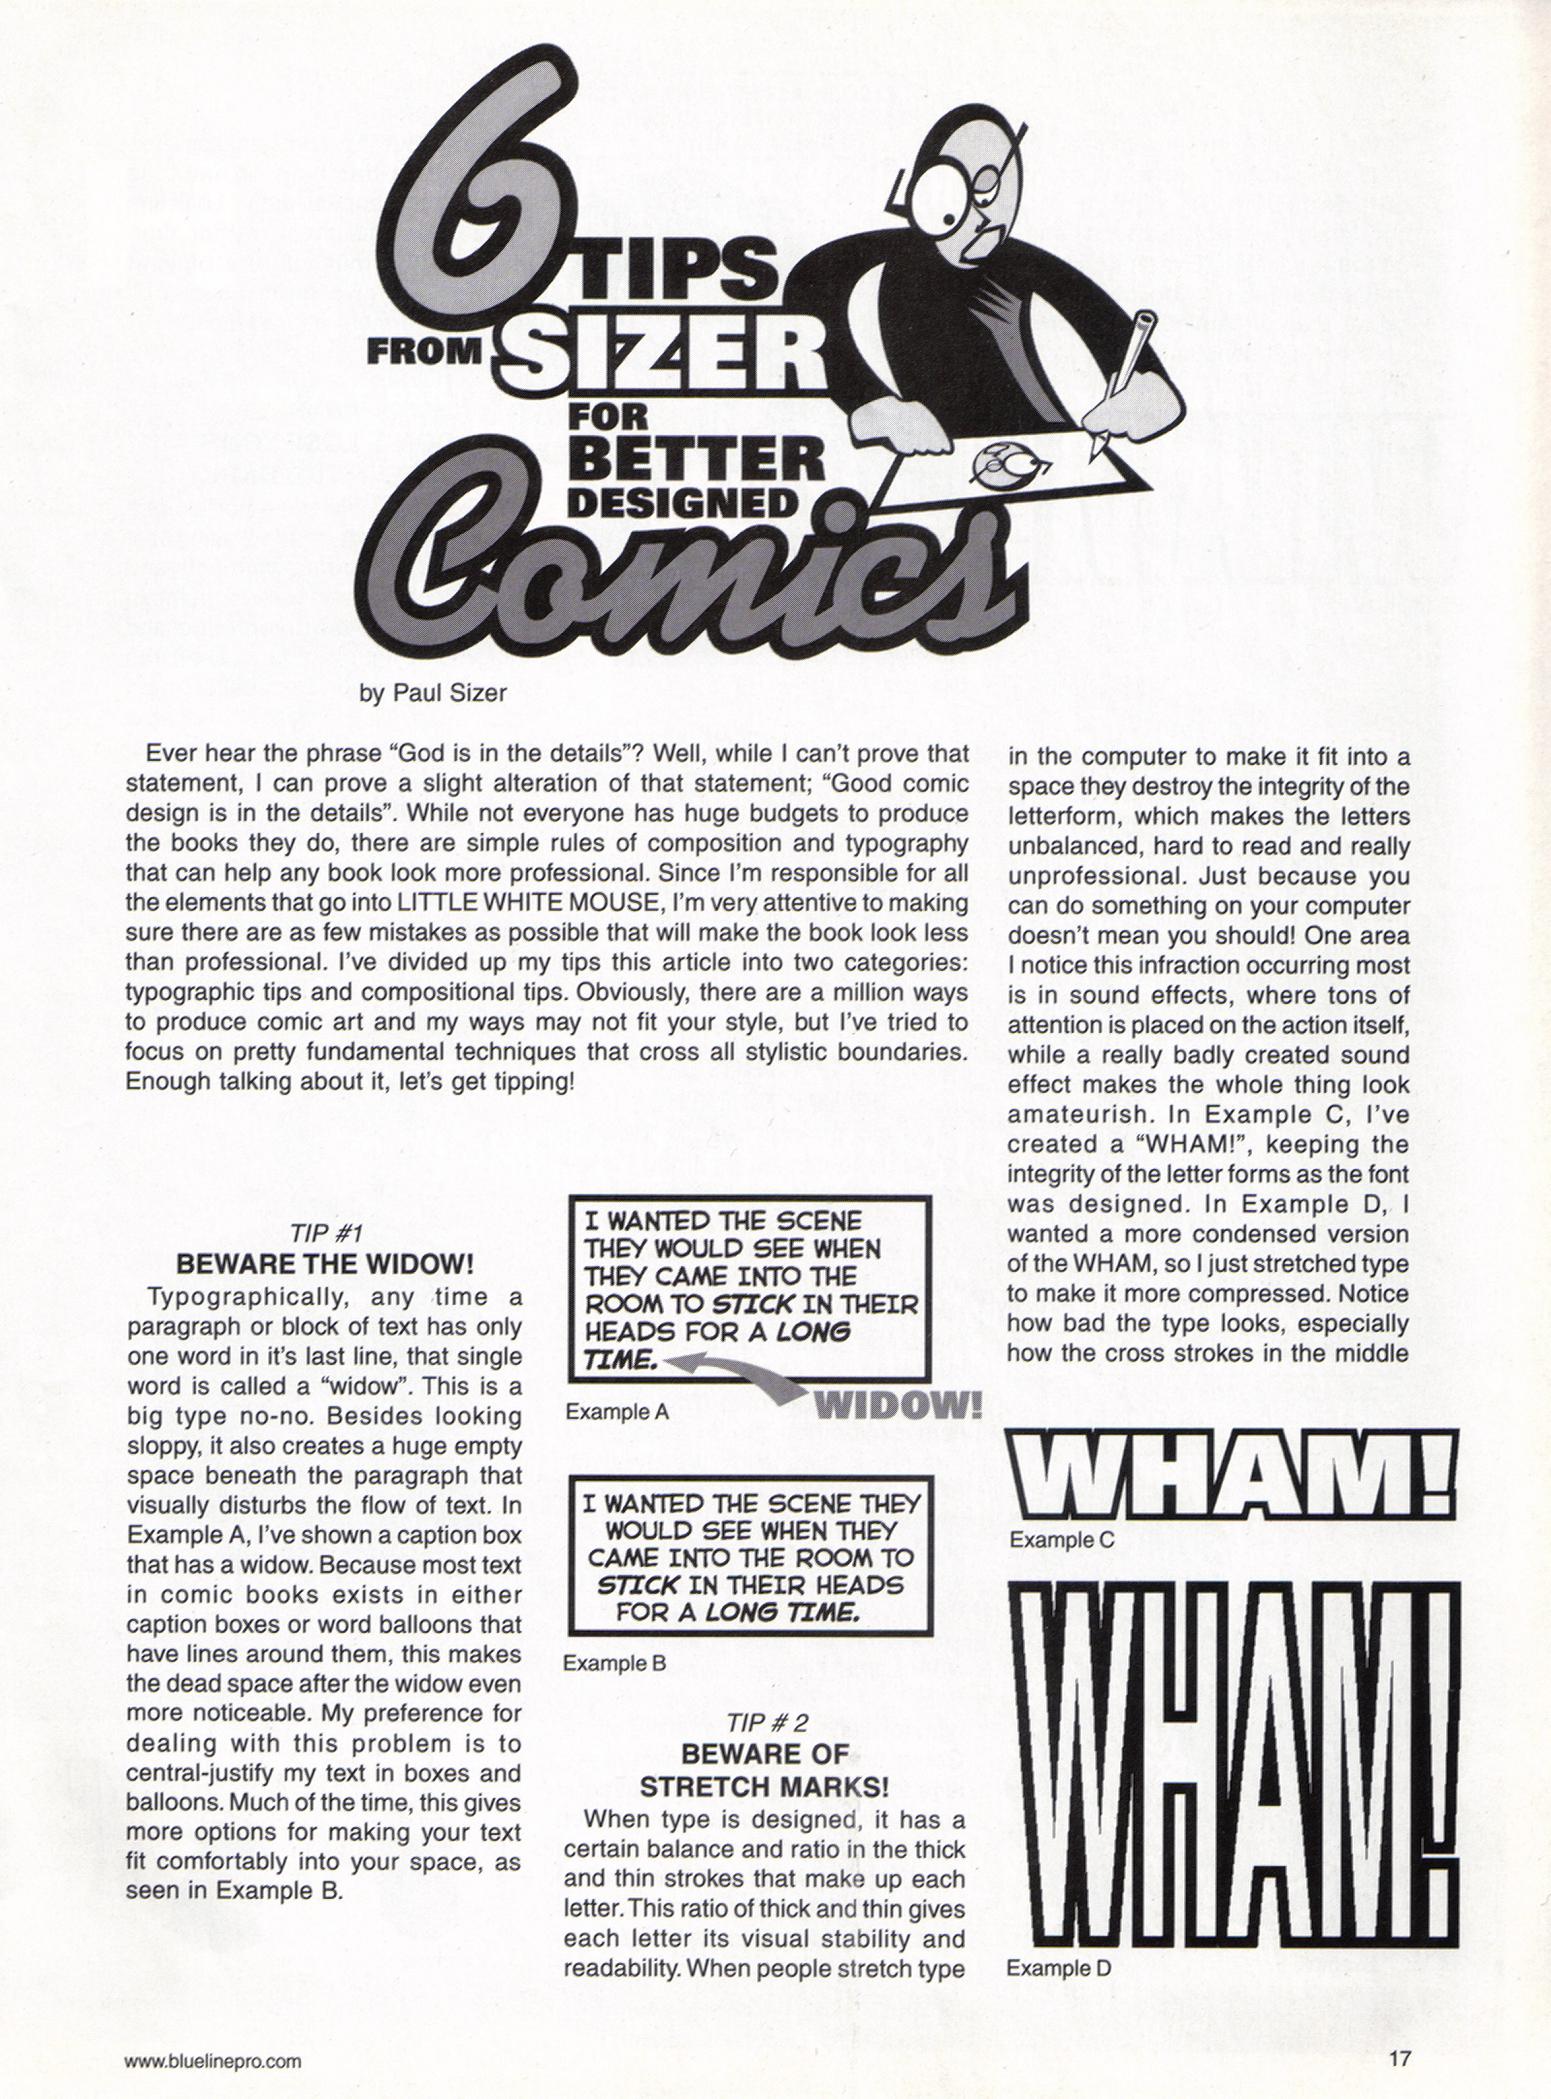 6 TIPS
FROM SIZER
FOR
BETTER
DESIGNED
Comics
by Paul Sizer
Ever hear the phrase “God is in the details”? Well, while I can’t prove that
statement, I can prove a slight alteration of that statement; “Good comic
design is in the details”. While not everyone has huge budgets to produce
the books they do, there are simple rules of composition and typography
that can help any book look more professional. Since I’m responsible for all
the elements that go into LITTLE WHITE MOUSE, I’m very attentive to making
sure there are as few mistakes as possible that will make the book look less
than professional. I’ve divided up my tips this article into two categories:
typographic tips and compositional tips. Obviously, there are a million ways
to produce comic art and my ways may not fit your style, but I’ve tried to
focus on pretty fundamental techniques that cross all stylistic boundaries.
Enough talking about it, let’s get tipping!
TIP #1
BEWARE THE WIDOW!
Typographically, any time a
paragraph or block of text has only
one word in it’s last line, that single
word is called a “widow”. This is a
big type no-no. Besides looking
sloppy, it also creates a huge empty
space beneath the paragraph that
visually disturbs the flow of text. In
Example A, I’ve shown a caption box
that has a widow. Because most text
in comic books exists in either
caption boxes or word balloons that
have lines around them, this makes
the dead space after the widow even
more noticeable. My preference for
dealing with this problem is to
central-justify my text in boxes and
balloons. Much of the time, this gives
more options for making your text
fit comfortably into your space, as
seen in Example B.
I WANTED THE SCENE
THEY WOULD SEE WHEN
THEY CAME INTO THE
ROOM TO STICK IN THEIR
HEADS FOR A LONG
TIME.
WIDOW!
Example A
I WANTED THE SCENE THEY
WOULD SEE WHEN THEY
CAME INTO THE ROOM TO
STICK IN THEIR HEADS
FOR A LONG TIME.
Example B
TIP # 2
BEWARE OF
STRETCH MARKS!
When type is designed, it has a
certain balance and ratio in the thick
and thin strokes that make up each
letter. This ratio of thick and thin gives
each letter its visual stability and
readability. When people stretch type
in the computer to make it fit into a
space they destroy the integrity of the
letterform, which makes the letters
unbalanced, hard to read and really
unprofessional. Just because you
can do something on your computer
doesn’t mean you should! One area
I notice this infraction occurring most
is in sound effects, where tons of
attention is placed on the action itself,
while a really badly created sound
effect makes the whole thing look
amateurish. In Example C, I’ve
created a “WHAM!”, keeping the
integrity of the letter forms as the font
was designed. In Example D, I
wanted a more condensed version
of the WHAM, so I just stretched type
to make it more compressed. Notice
how bad the type looks, especially
how the cross strokes in the middle
WHAM!
Example C
WHAM!
Example D
www.bluelinepro.com
17